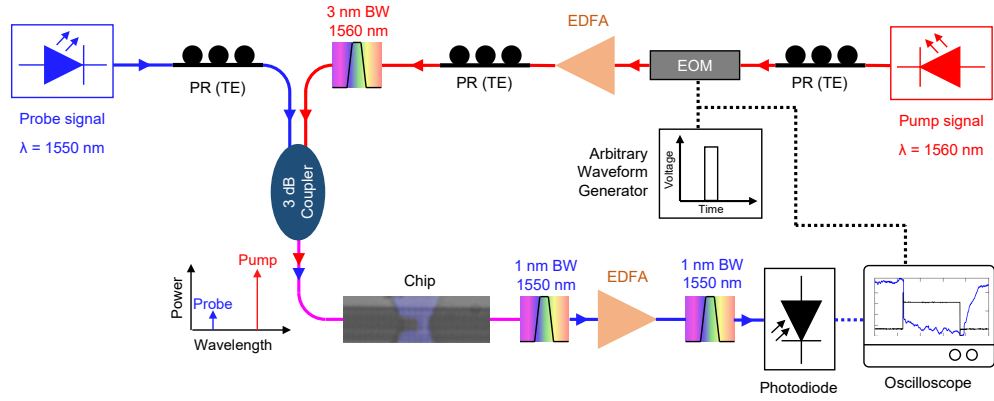 3 nm BW
1560 nm
EDFA
EOM
PR (TE)
PR (TE)
PR (TE)
Probe signal
λ = 1550 nm
Pump signal
λ = 1560 nm
3 dB
Coupler
Arbitrary
Waveform
Generator
Voltage
Time
Power
Probe
Pump
Wavelength
Chip
1 nm BW
1550 nm
EDFA
1 nm BW
1550 nm
Photodiode
Oscilloscope